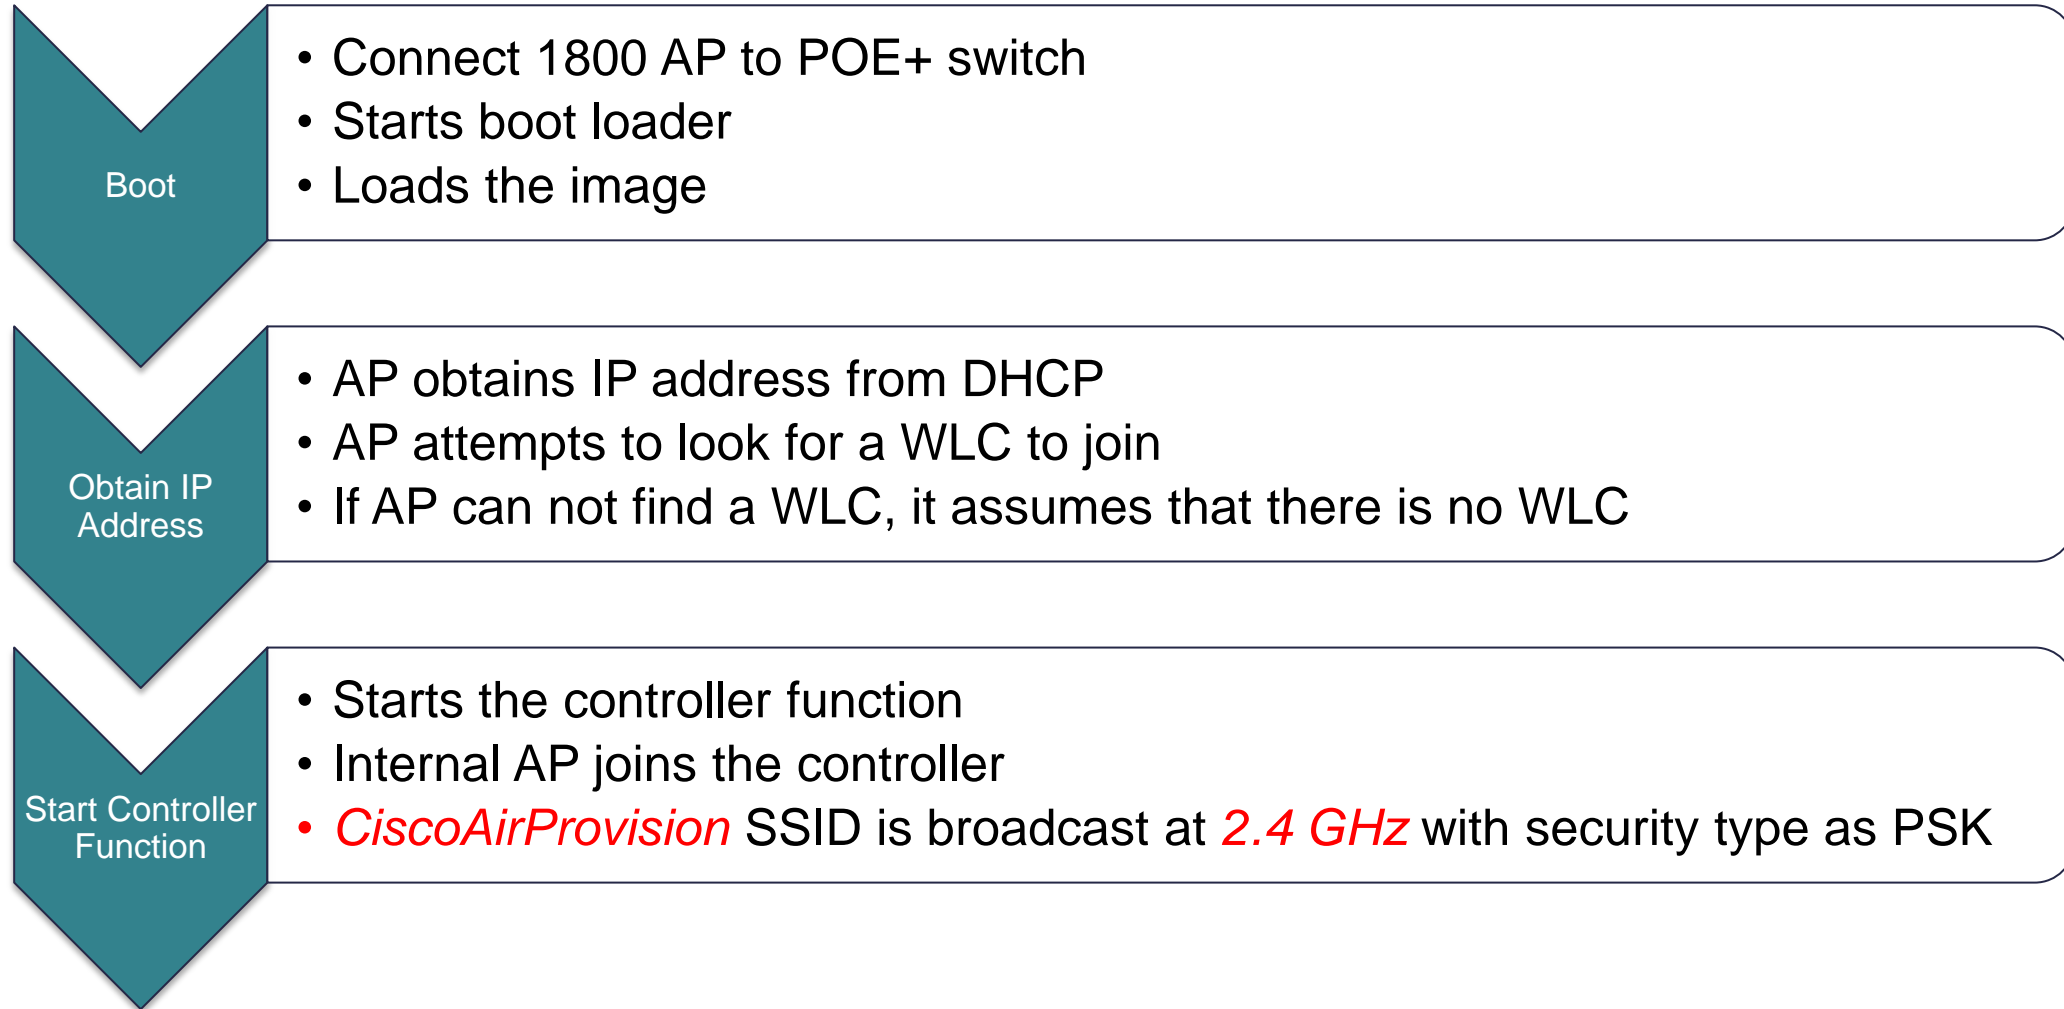 Boot
• Connect 1800 AP to POE+ switch
• Starts boot loader
• Loads the image
Obtain IP
Address
• AP obtains IP address from DHCP
• AP attempts to look for a WLC to join
• If AP can not find a WLC, it assumes that there is no WLC
Start Controller
Function
• Starts the controller function
• Internal AP joins the controller
• CiscoAirProvision SSID is broadcast at 2.4 GHz with security type as PSK